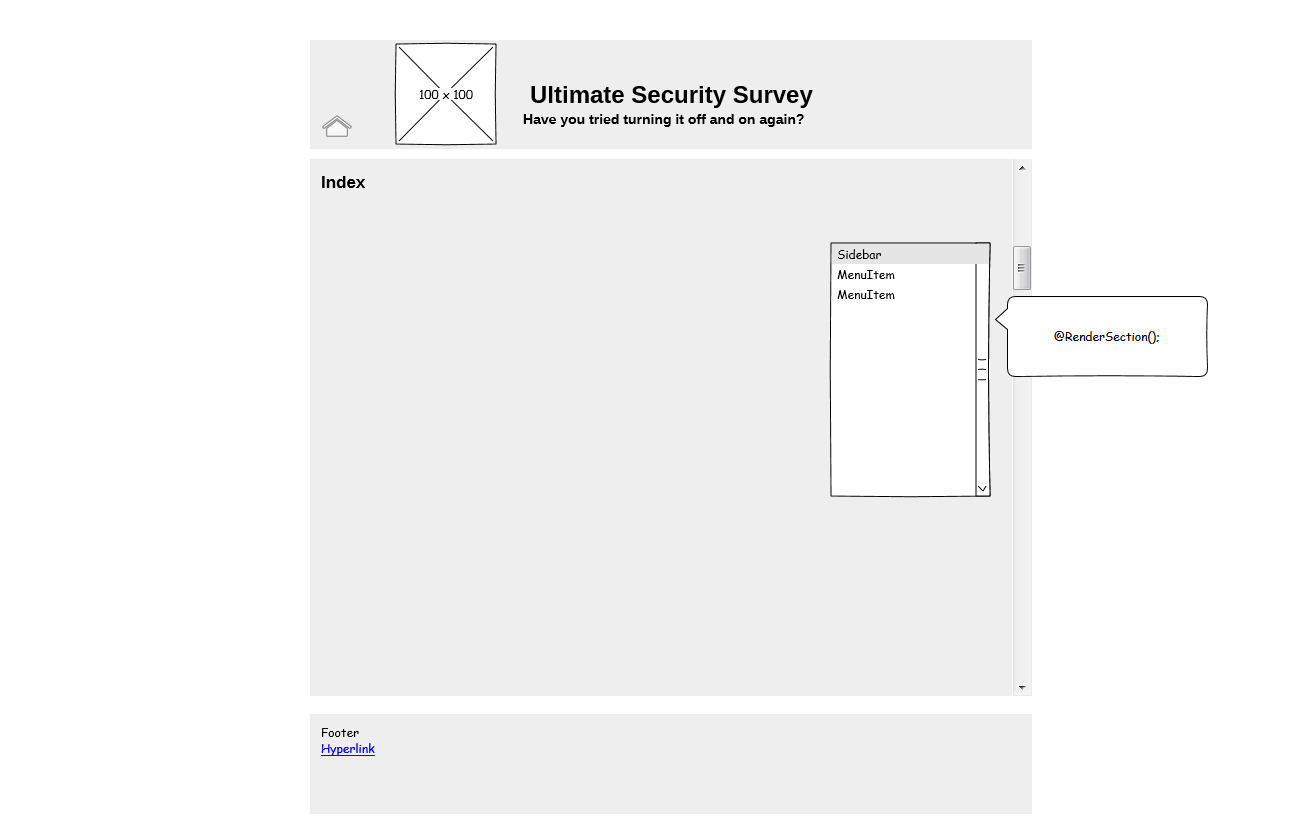 100 x 100
Ultimate Security Survey
Have you tried turning it off and on again?
Index
Sidebar
MenuItem
MenuItem
@RenderSection();
Footer
Hyperlink